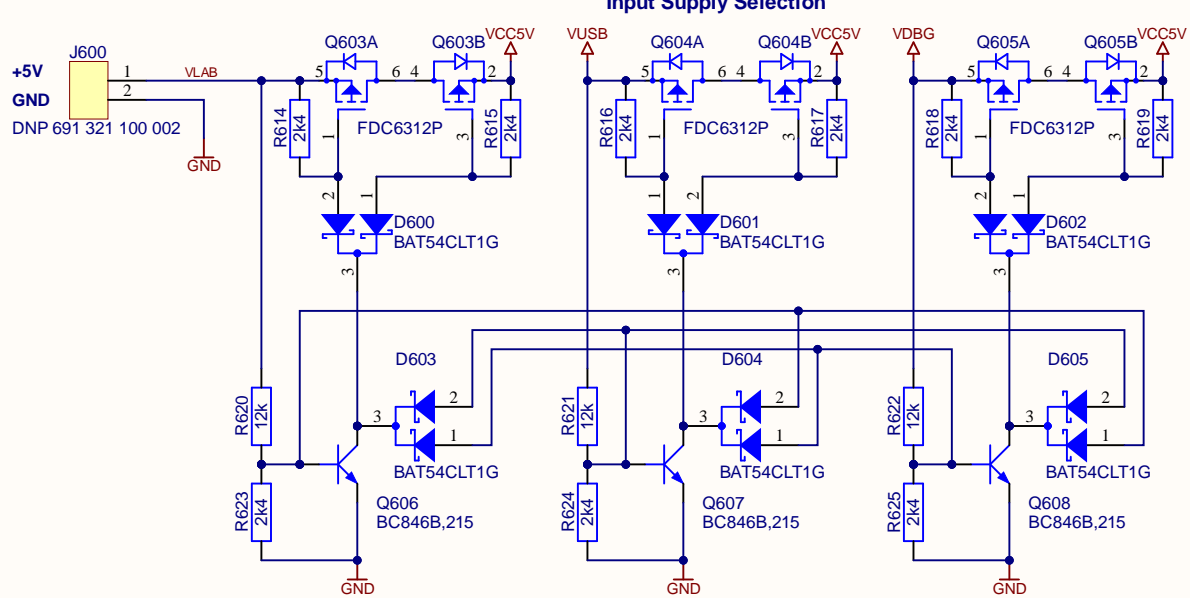 Input Supply Selection
J600
+5V
GND
1
2
DNP 691 321 100 002
VLAB
GND
Q603A
Q603B
VCC5V
5
6
4
2
R614
2k4
1
FDC6312P
3
R615
2k4
2
1
D600
BAT54CLT1G
3
VUSB
Q604A
Q604B
VCC5V
5
6
4
2
R616
2k4
1
FDC6312P
3
R617
2k4
1
2
D601
BAT54CLT1G
3
VDBG
Q605A
Q605B
VCC5V
5
6
4
2
R618
2k4
1
FDC6312P
3
R619
2k4
2
1
D602
BAT54CLT1G
3
R620
12k
D603
3
2
1
BAT54CLT1G
R623
2k4
Q606
BC846B,215
GND
R621
12k
D604
3
2
1
BAT54CLT1G
R624
2k4
Q607
BC846B,215
GND
R622
12k
D605
3
2
1
BAT54CLT1G
R625
2k4
Q608
BC846B,215
GND